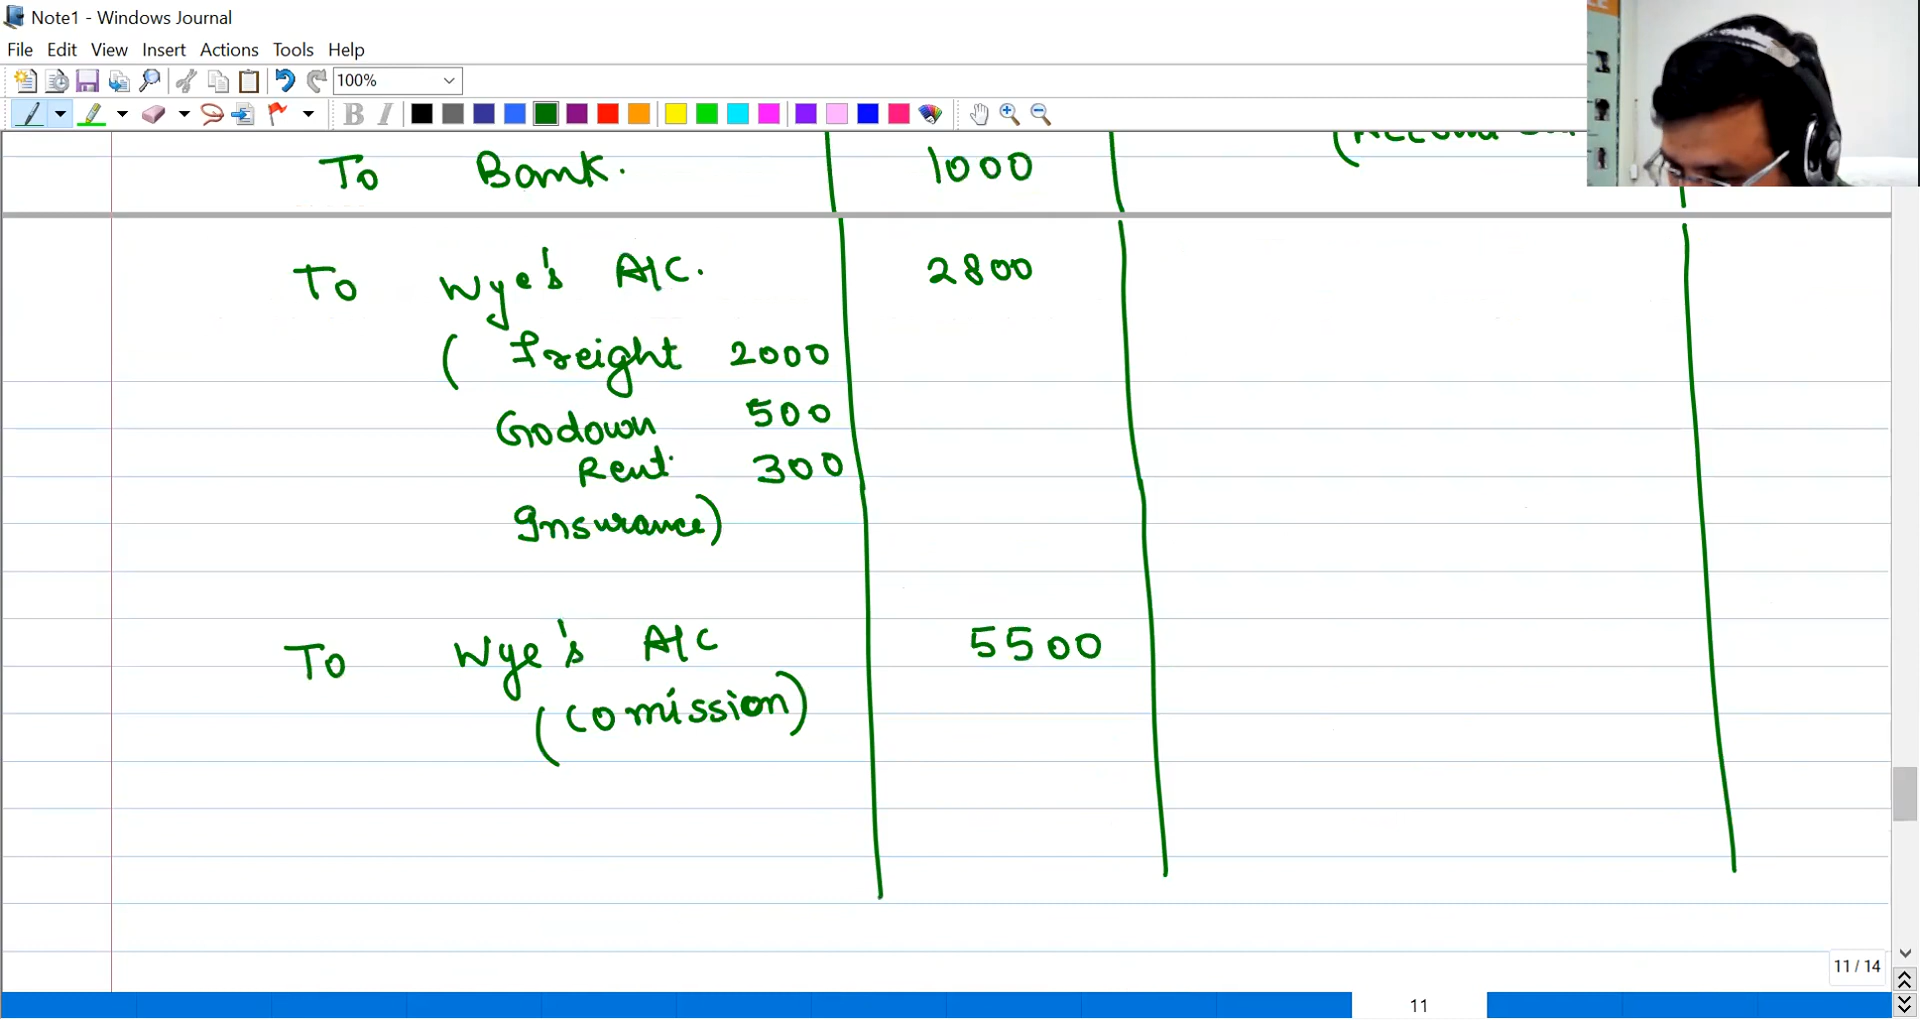 Note1 - Windows Journal
File Edit View Insert Actions Tools Help
100%
B I
To Bank. 1000
To Wye's A/C. 2800
( Freight 2000
Godown 500
Rent 300
Insurance)
To Wye's A/C 5500
(Comission)
11 / 14
11